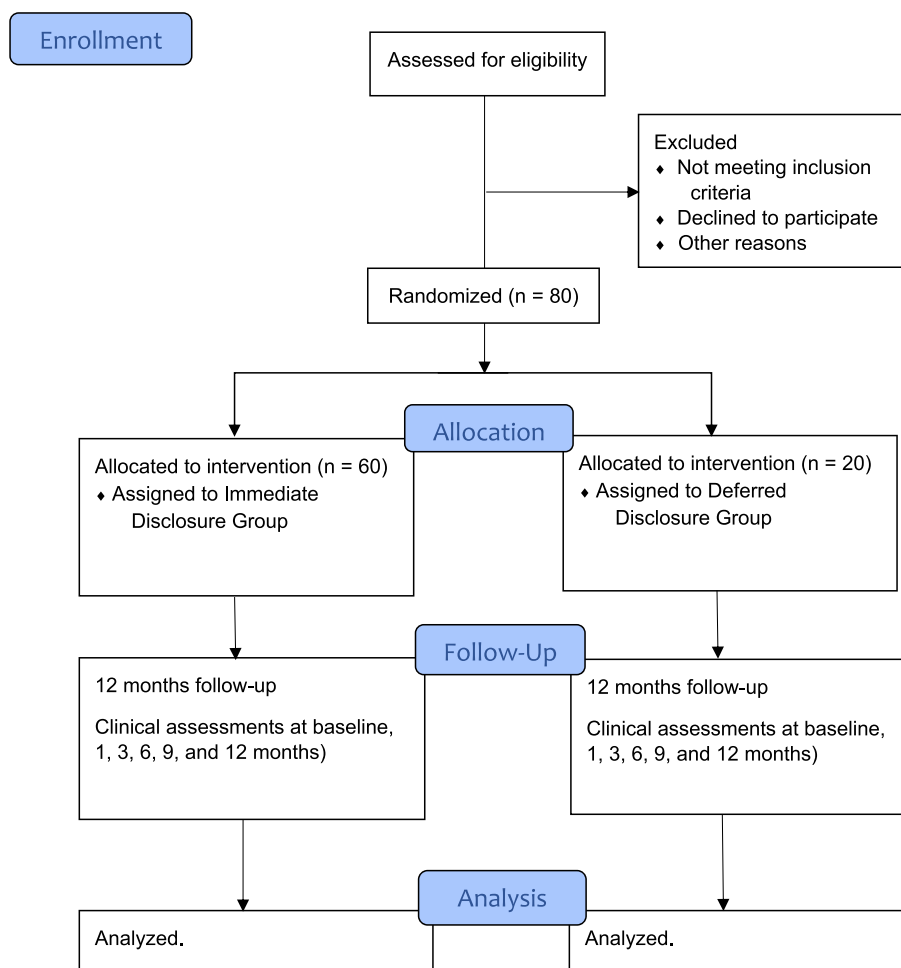 Enrollment
Assessed for eligibility
Excluded
♦ Not meeting inclusion
criteria
♦ Declined to participate
♦ Other reasons
Randomized (n = 80)
Allocation
Allocated to intervention (n = 60)
♦ Assigned to Immediate
Disclosure Group
Allocated to intervention (n = 20)
♦ Assigned to Deferred
Disclosure Group
Follow-Up
12 months follow-up
Clinical assessments at baseline,
1, 3, 6, 9, and 12 months)
12 months follow-up
Clinical assessments at baseline,
1, 3, 6, 9, and 12 months)
Analysis
Analyzed.
Analyzed.